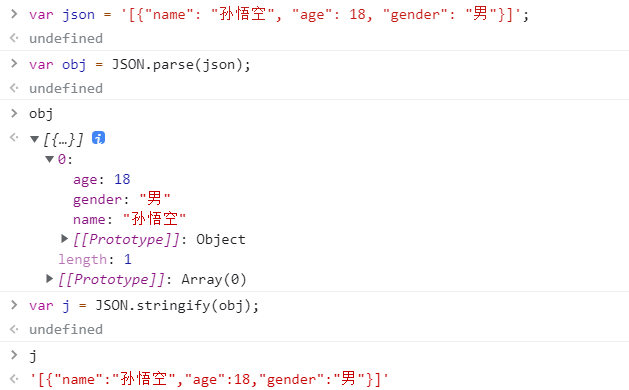 var json = '[{"name": "孙悟空", "age": 18, "gender": "男"}]';
undefined
var obj = JSON.parse(json);
undefined
obj
[{…}] i
0:
age: 18
gender: "男"
name: "孙悟空"
[[Prototype]]: Object
length: 1
[[Prototype]]: Array(0)
var j = JSON.stringify(obj);
undefined
j
'[{"name":"孙悟空","age":18,"gender":"男"}]'